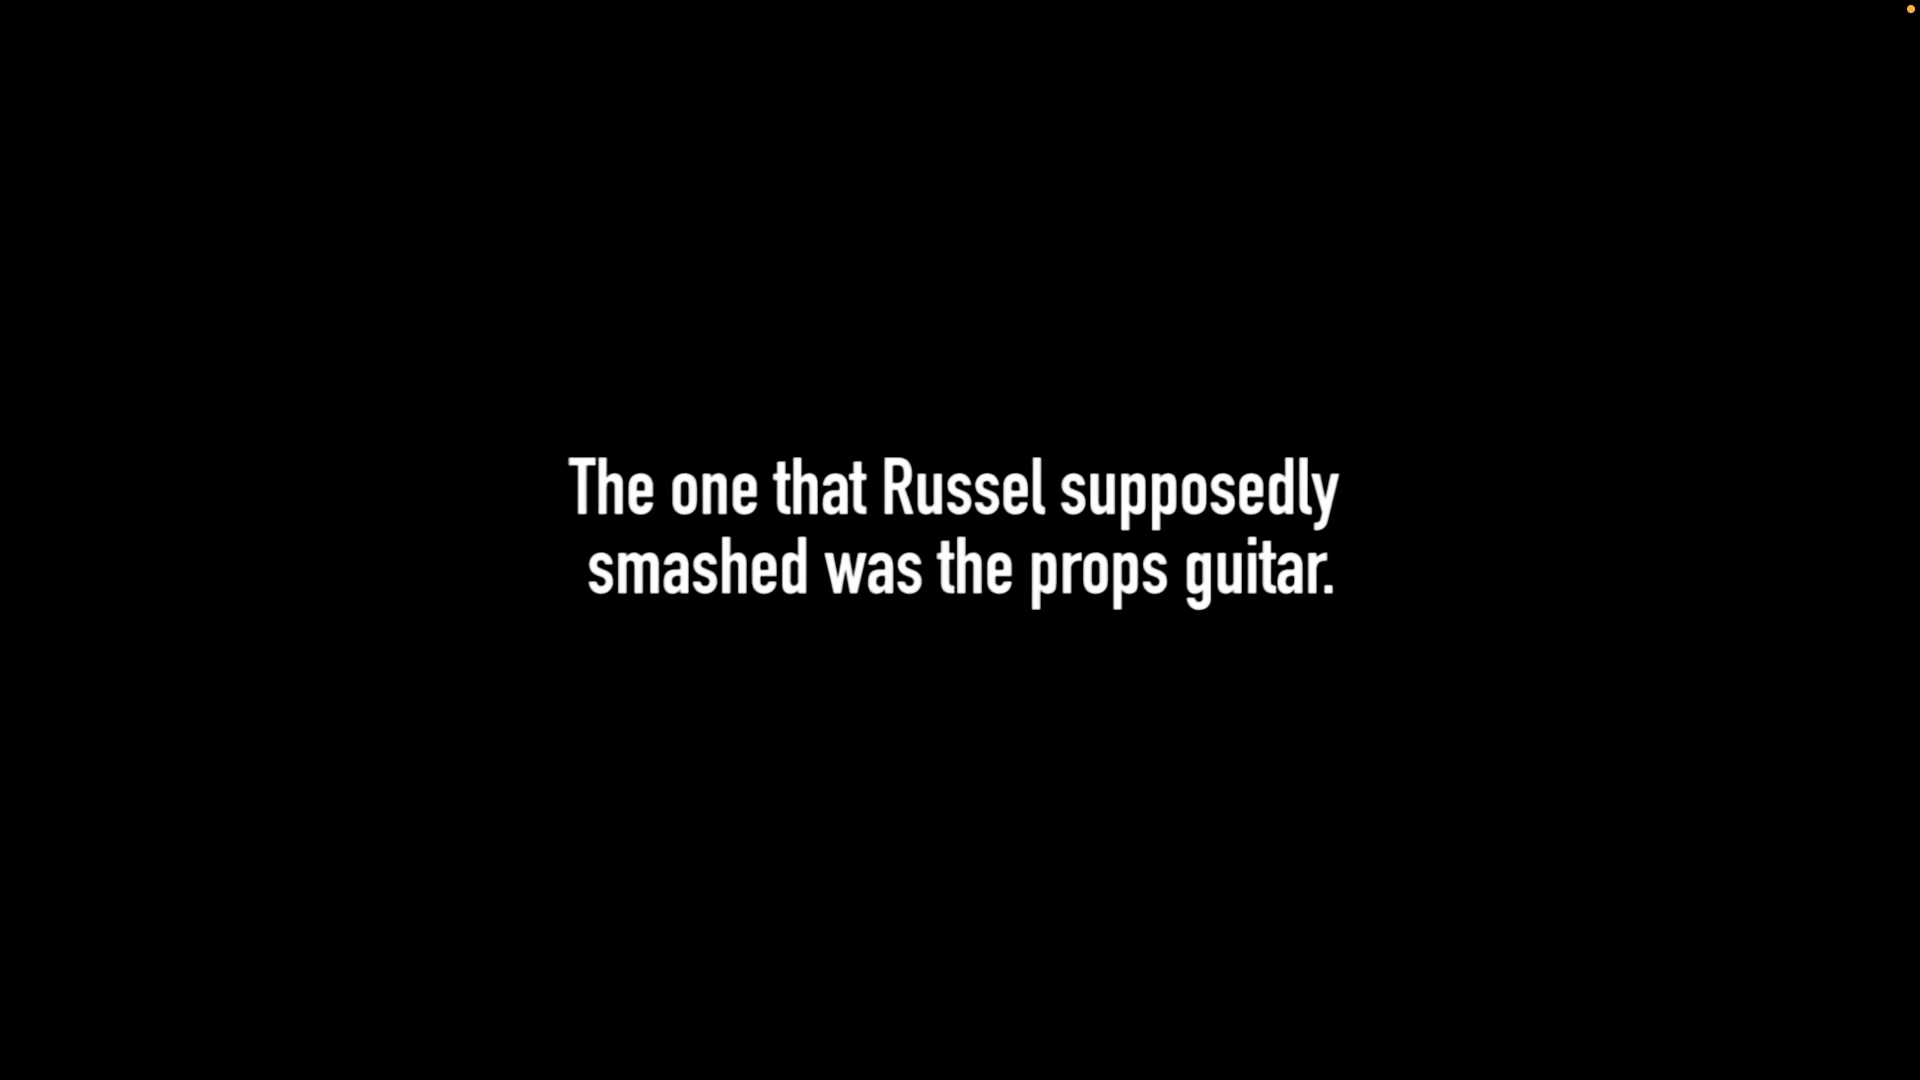 The one that Russel supposedly
smashed was the props guitar.